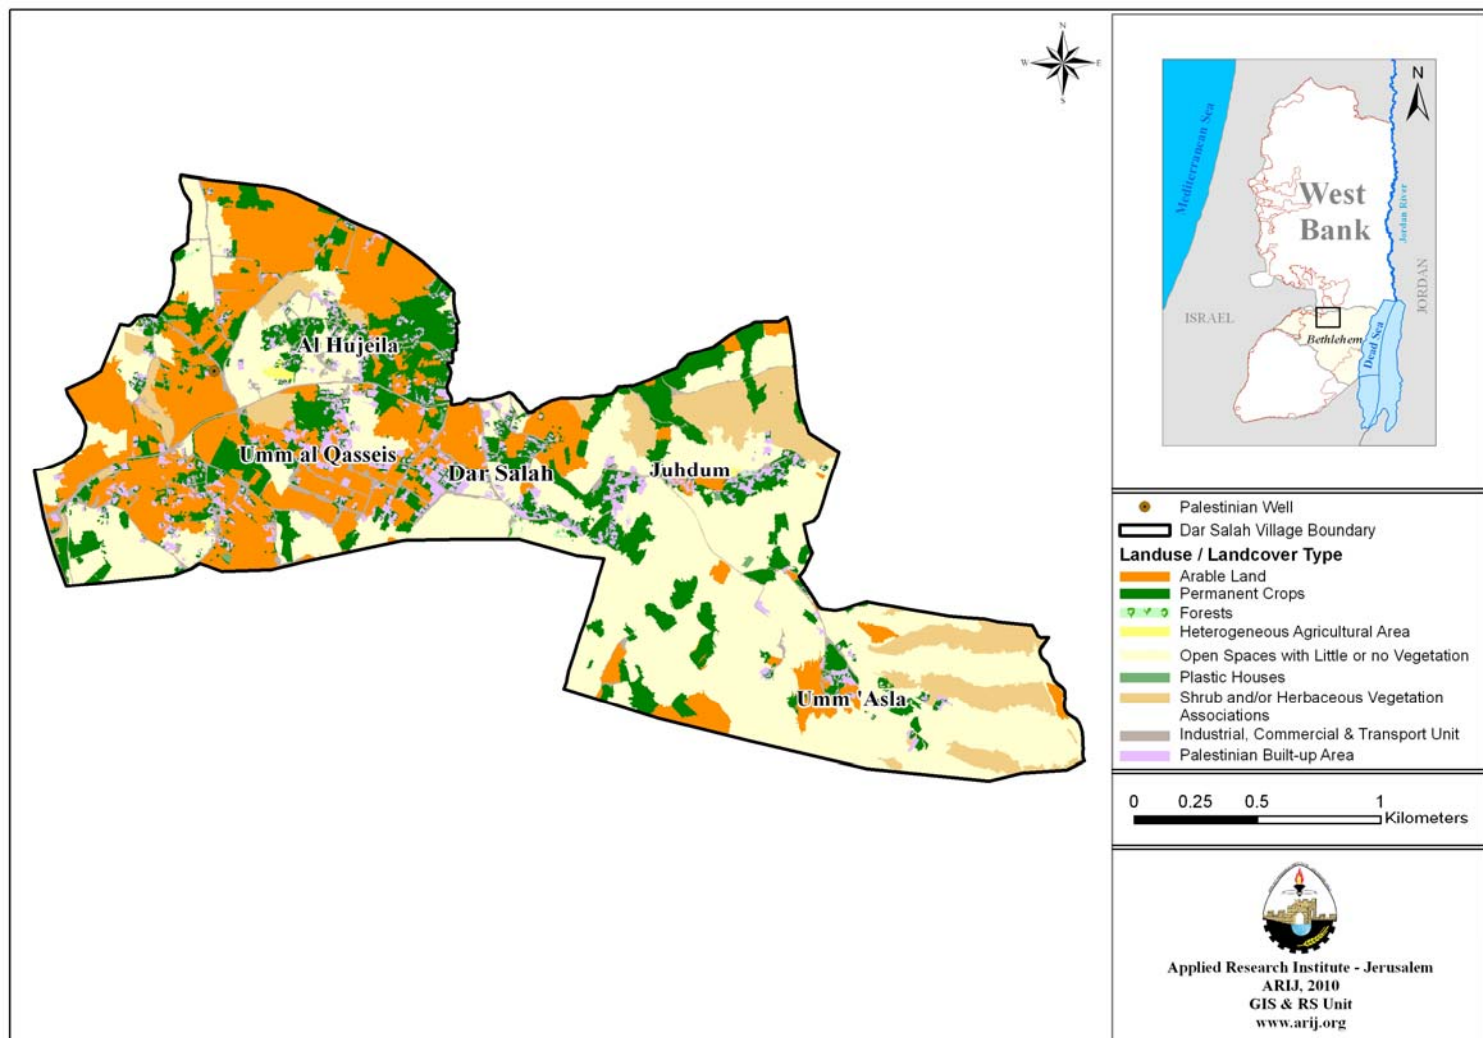 N
W
E
S
Al Hujeila
Umm al Qasseis
Dar Salah
Juhdum
Umm 'Asla
N
Mediterranean Sea
West
Bank
Jordan River
JORDAN
ISRAEL
Bethlehem
Dead Sea
Palestinian Well
Dar Salah Village Boundary
Landuse / Landcover Type
Arable Land
Permanent Crops
Forests
Heterogeneous Agricultural Area
Open Spaces with Little or no Vegetation
Plastic Houses
Shrub and/or Herbaceous Vegetation
Associations
Industrial, Commercial & Transport Unit
Palestinian Built-up Area
0 0.25 0.5 1
Kilometers
Applied Research Institute - Jerusalem
ARIJ, 2010
GIS & RS Unit
www.arij.org